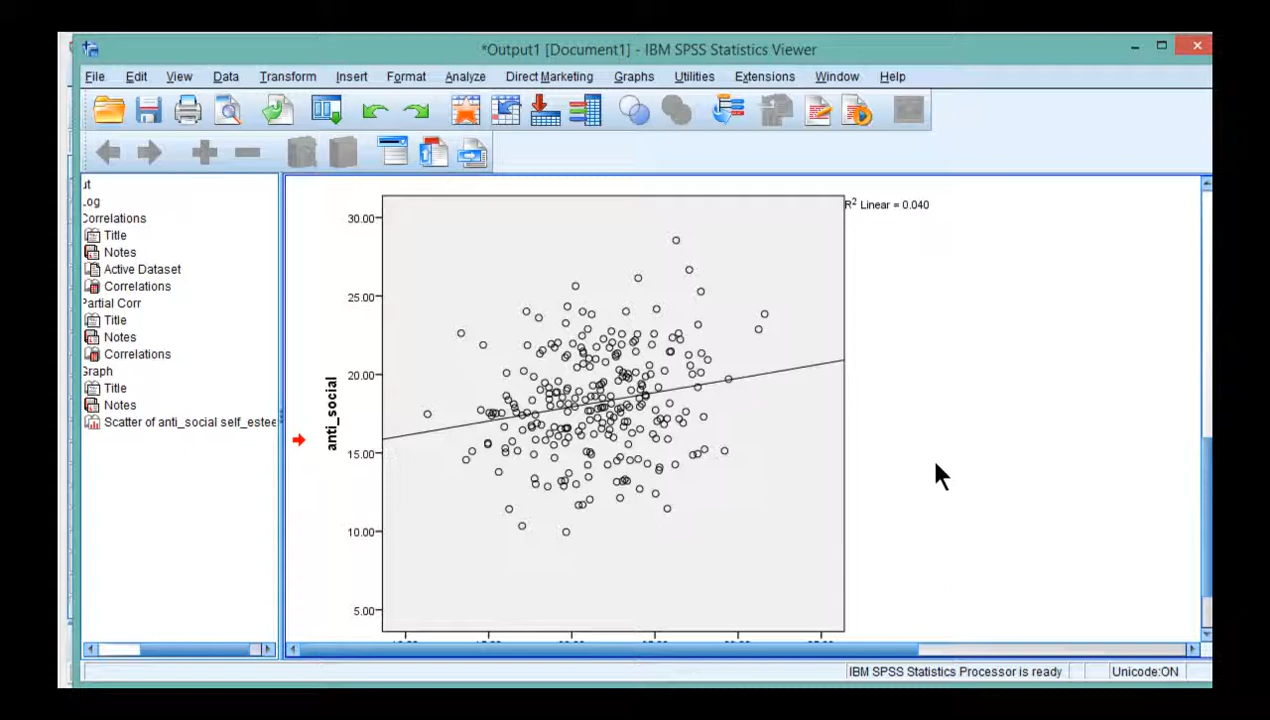 *Output1 [Document1] - IBM SPSS Statistics Viewer
File Edit View Data Transform Insert Format Analyze Direct Marketing Graphs Utilities Extensions Window Help
ut
Log
Correlations
Title
Notes
Active Dataset
Correlations
Partial Corr
Title
Notes
Correlations
Graph
Title
Notes
Scatter of anti_social self_estee
R2 Linear = 0.040
30.00
25.00
20.00
15.00
10.00
5.00
anti_social
IBM SPSS Statistics Processor is ready
Unicode:ON